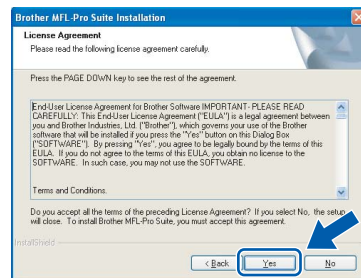 Brother MFL-Pro Suite Installation
License Agreement
Please read the following license agreement carefully.
Press the PAGE DOWN key to see the rest of the agreement.
End-User License Agreement for Brother Software IMPORTANT- PLEASE READ
CAREFULLY: This End-User License Agreement ("EULA") is a legal agreement between
you and Brother Industries, Ltd. ("Brother"), which governs your use of the Brother
software that will be installed if you press the "Yes" button on this Dialog Box
("SOFTWARE"). By pressing "Yes", you agree to be legally bound by the terms of this
EULA. If you do not agree to the terms of this EULA, you obtain no license to the
SOFTWARE. In such case, you may not use the SOFTWARE.
Terms and Conditions.
Do you accept all the terms of the preceding License Agreement? If you select No, the setup
will close. To install Brother MFL-Pro Suite, you must accept this agreement.
InstallShield
< Back
Yes
No